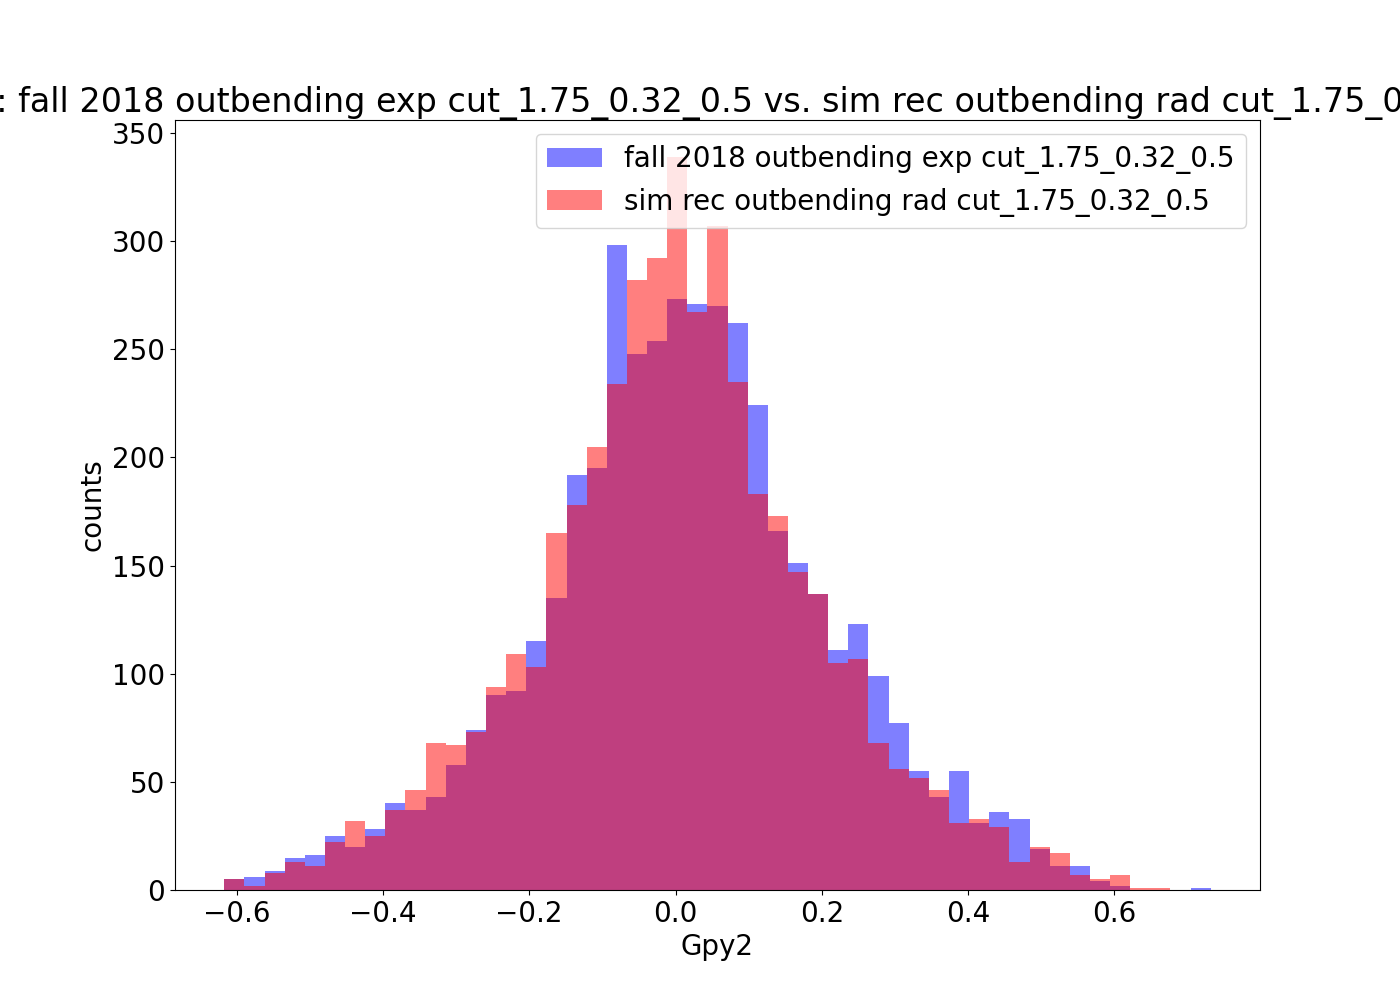 : fall 2018 outbending exp cut_1.75_0.32_0.5 vs. sim rec outbending rad cut_1.75_0
fall 2018 outbending exp cut_1.75_0.32_0.5
sim rec outbending rad cut_1.75_0.32_0.5
350
300
250
200
150
100
50
0
counts
−0.6 −0.4 −0.2 0.0 0.2 0.4 0.6
Gpy2